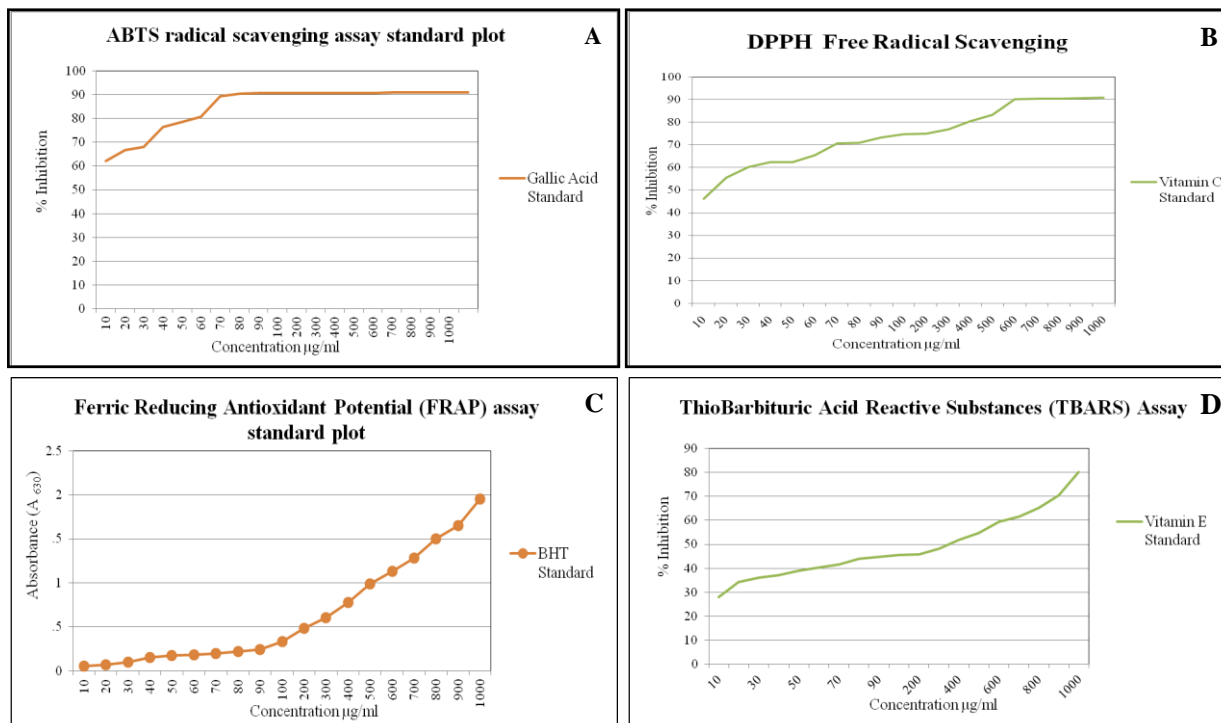 ABTS radical scavenging assay standard plot
A
100
90
80
70
60
50
40
30
20
10
0
% Inhibition
10 20 30 40 50 60 70 80 90 100 200 300 400 500 600 700 800 900 1000
Concentration µg/ml
Gallic Acid
Standard
DPPH Free Radical Scavenging
B
100
90
80
70
60
50
40
30
20
10
0
% Inhibition
10 20 30 40 50 60 70 80 90 100 200 300 400 500 600 700 800 900 1000
Concentration µg/ml
Vitamin C
Standard
Ferric Reducing Antioxidant Potential (FRAP) assay
standard plot
C
2.5
2
.5
1
.5
0
Absorbance (A 630)
10 20 30 40 50 60 70 80 90 100 200 300 400 500 600 700 800 900 1000
Concentration µg/ml
BHT
Standard
ThioBarbituric Acid Reactive Substances (TBARS) Assay
D
90
80
70
60
50
40
30
20
10
0
% Inhibition
10 30 50 70 90 200 400 600 800 1000
Concentration µg/ml
Vitamin E
Standard